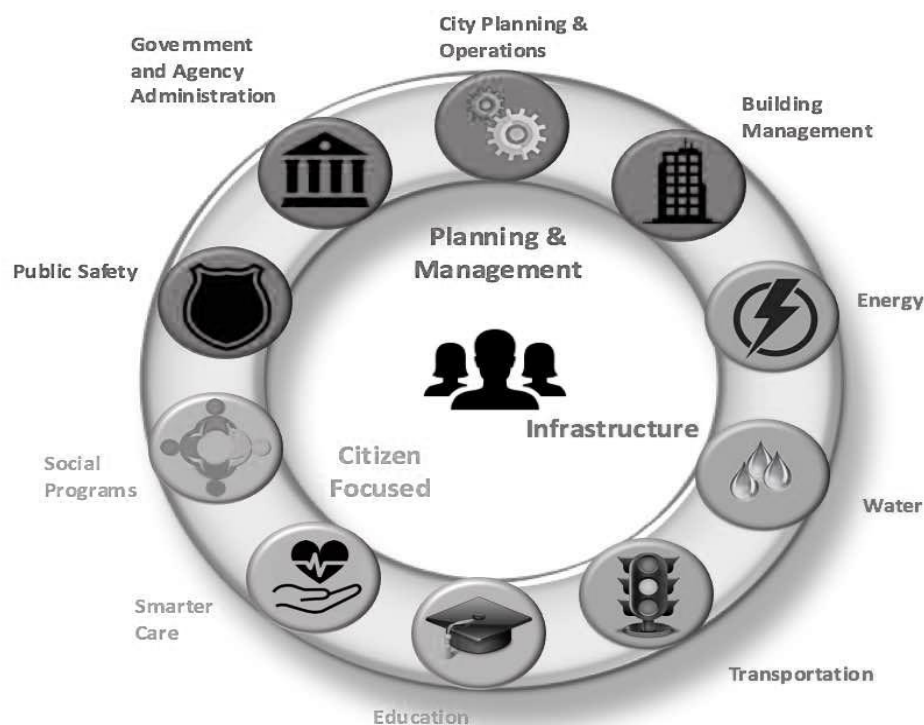 City Planning &
Operations
Government
and Agency
Administration
Building
Management
Planning &
Management
Public Safety
Energy
Infrastructure
Citizen
Focused
Social
Programs
Water
Smarter
Care
Transportation
Education